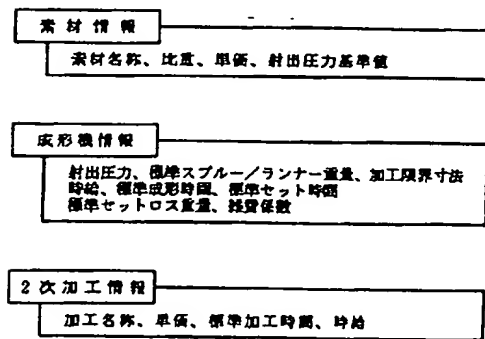 素材情報
素材名称、比重、単価、射出圧力基準値
成形機情報
射出圧力、標準スプルー／ランナー重量、加工限界寸法
時給、標準成形時間、標準セット時間
標準セットロス重量、経費係数
2次加工情報
加工名称、単価、標準加工時間、時給